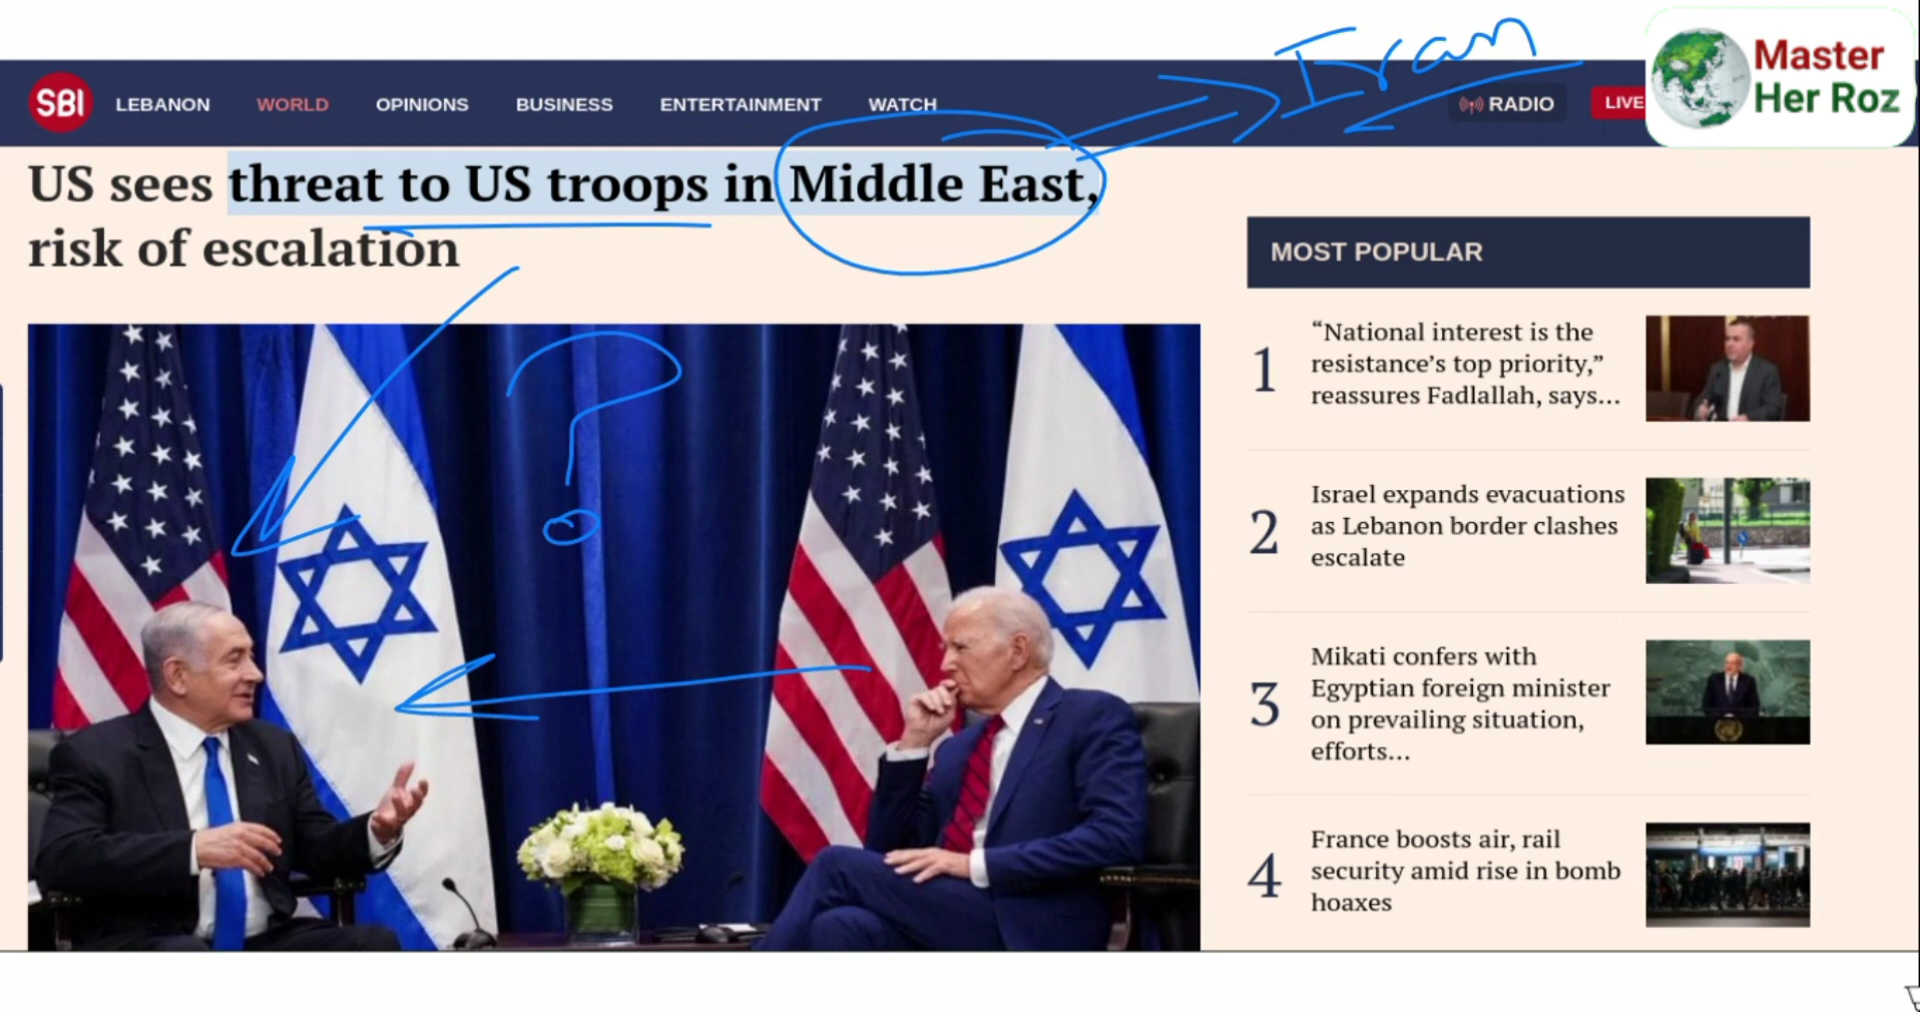 Iran
Master
Her Roz
SBI LEBANON WORLD OPINIONS BUSINESS ENTERTAINMENT WATCH RADIO LIVE
US sees threat to US troops in Middle East,
risk of escalation
?
MOST POPULAR
1
“National interest is the
resistance’s top priority,”
reassures Fadlallah, says...
2
Israel expands evacuations
as Lebanon border clashes
escalate
3
Mikati confers with
Egyptian foreign minister
on prevailing situation,
efforts...
4
France boosts air, rail
security amid rise in bomb
hoaxes